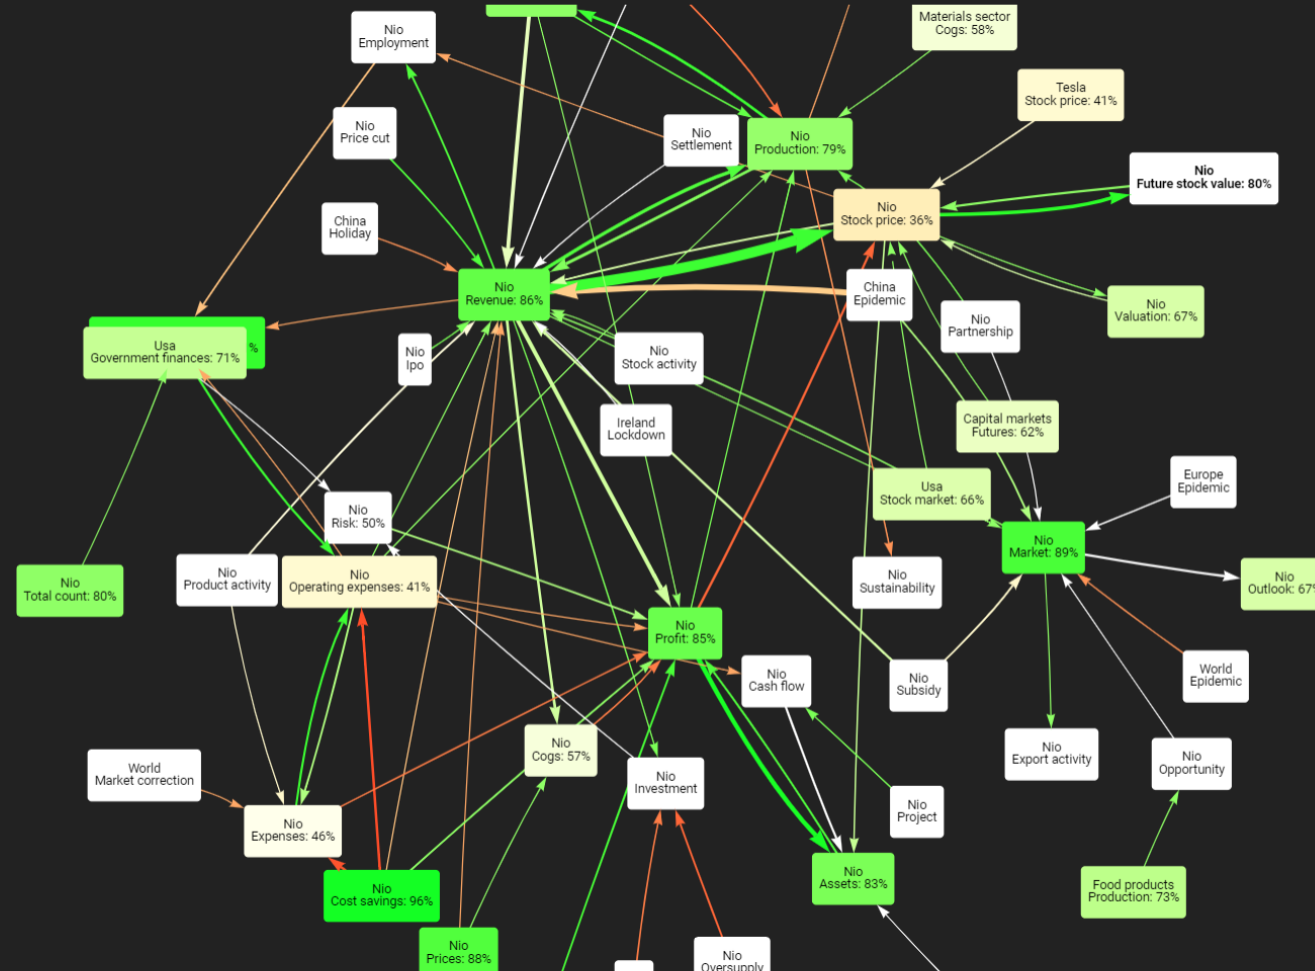 Materials sector
Cogs: 58%
Nio
Employment
Tesla
Stock price: 41%
Nio
Price cut
Nio
Settlement
Nio
Production: 79%
Nio
Future stock value: 80%
Nio
Stock price: 36%
China
Holiday
Nio
Revenue: 86%
China
Epidemic
Nio
Valuation: 67%
Nio
Partnership
%
Usa
Government finances: 71%
Nio
Ipo
Nio
Stock activity
Ireland
Lockdown
Capital markets
Futures: 62%
Usa
Stock market: 66%
Europe
Epidemic
Nio
Risk: 50%
Nio
Market: 89%
Nio
Total count: 80%
Nio
Product activity
Nio
Operating expenses: 41%
Nio
Sustainability
Nio
Outlook: 67%
Nio
Profit: 85%
Nio
Cash flow
Nio
Subsidy
World
Epidemic
Nio
Cogs: 57%
Nio
Export activity
Nio
Opportunity
World
Market correction
Nio
Investment
Nio
Project
Nio
Expenses: 46%
Nio
Cost savings: 96%
Nio
Assets: 83%
Food products
Production: 73%
Nio
Prices: 88%
Nio
Oversupply